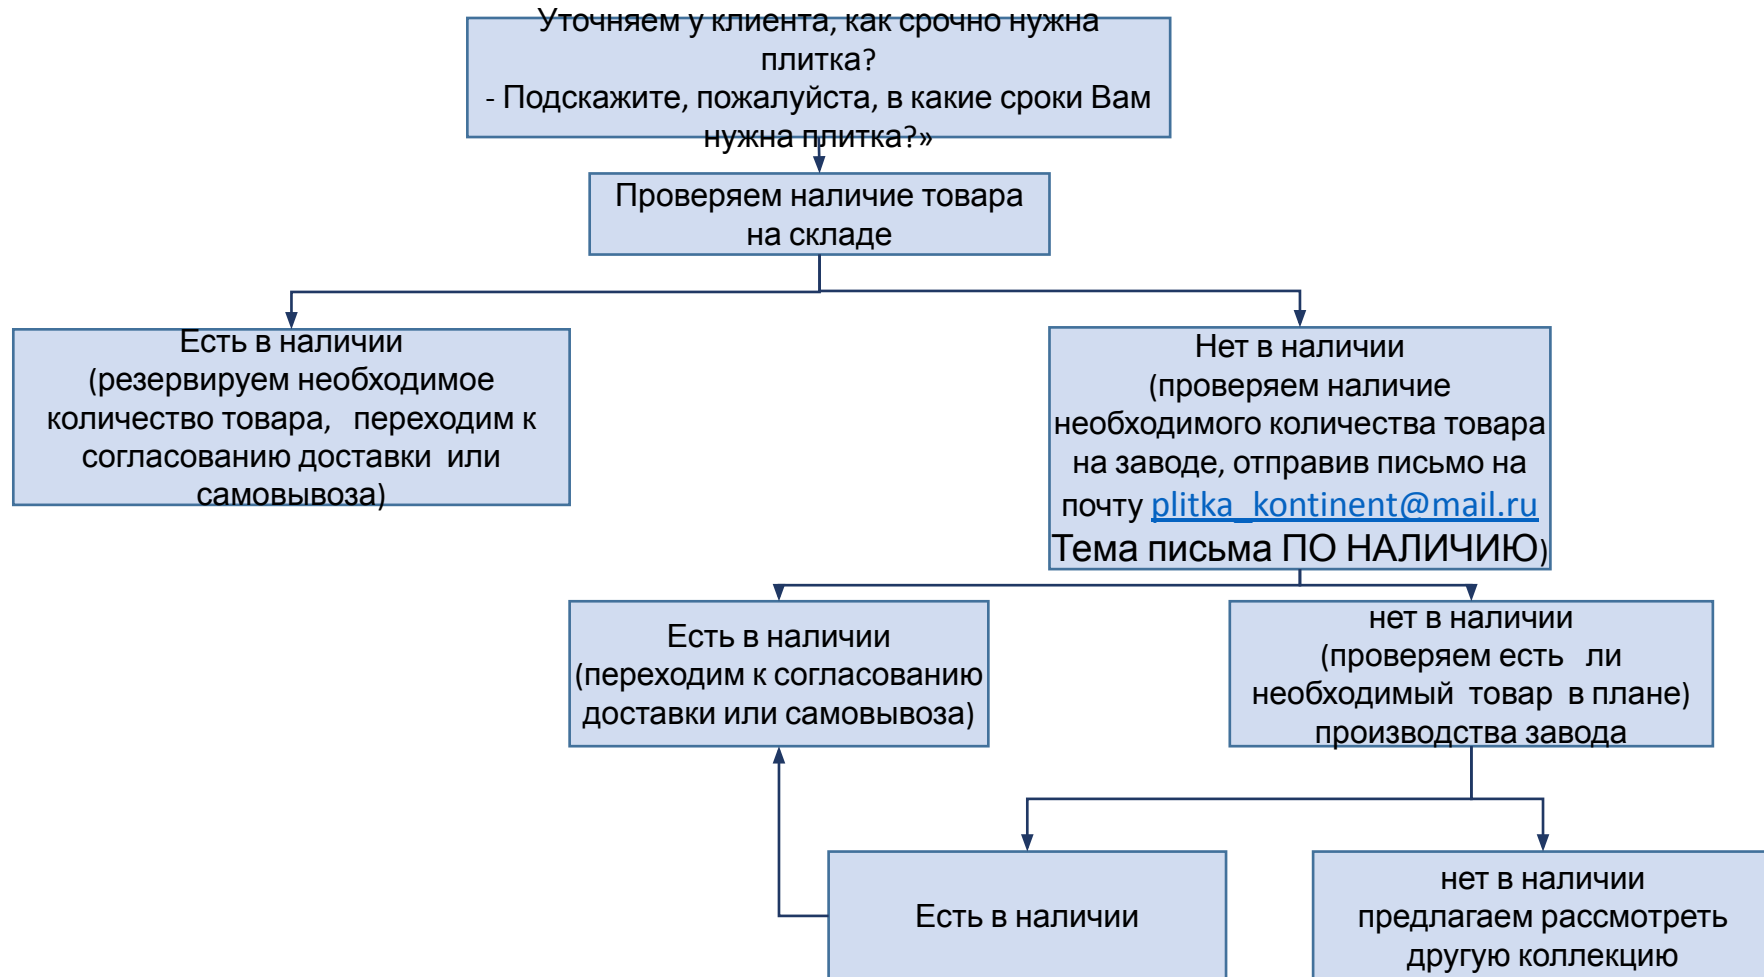 Уточняем у клиента, как срочно нужна
плитка?
- Подскажите, пожалуйста, в какие сроки Вам
нужна плитка?»
Проверяем наличие товара
на складе
Есть в наличии
(резервируем необходимое
количество товара, переходим к
согласованию доставки или
самовывоза)
Нет в наличии
(проверяем наличие
необходимого количества товара
на заводе, отправив письмо на
почту plitka_kontinent@mail.ru
Тема письма ПО НАЛИЧИЮ)
Есть в наличии
(переходим к согласованию
доставки или самовывоза)
нет в наличии
(проверяем есть ли
необходимый товар в плане)
производства завода
Есть в наличии
нет в наличии
предлагаем рассмотреть
другую коллекцию